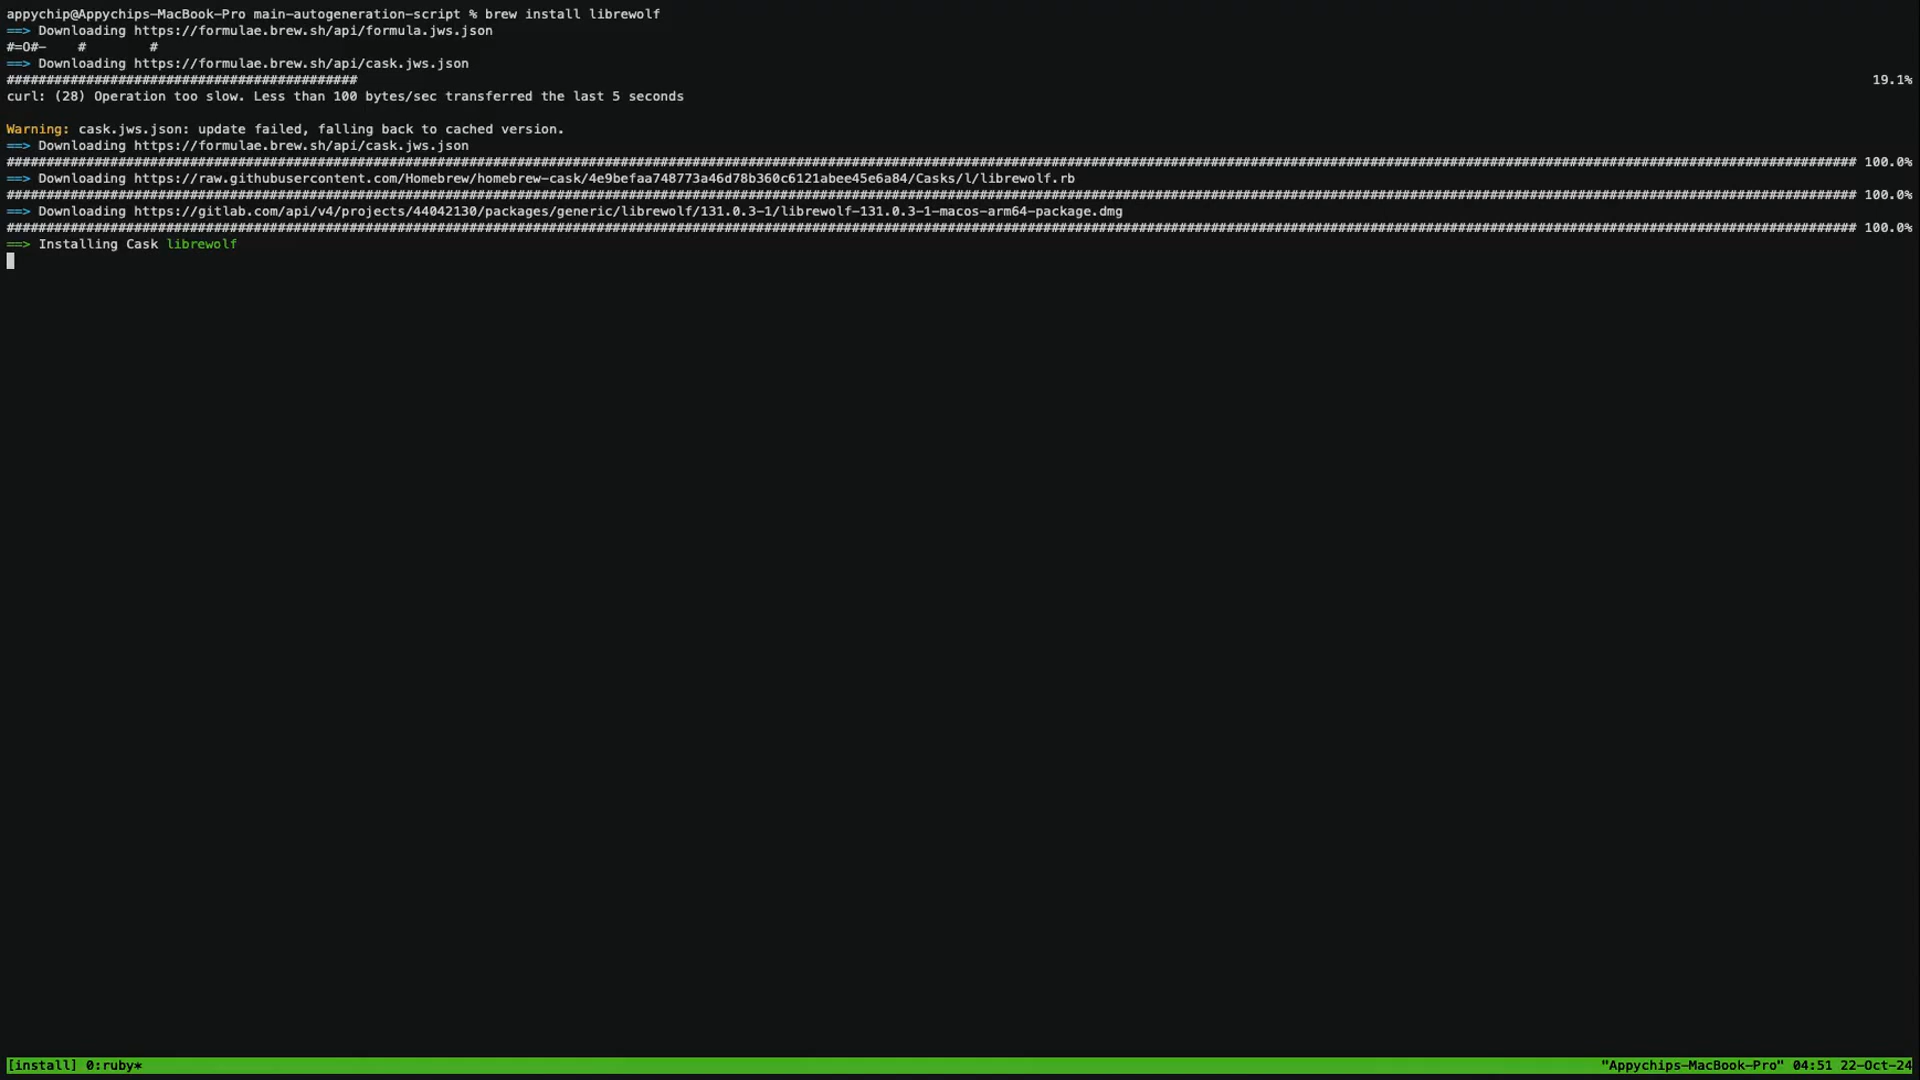 appychip@Appychips-MacBook-Pro main-autogeneration-script % brew install librewolf
==> Downloading https://formulae.brew.sh/api/formula.jws.json
#=O#-    #        #
==> Downloading https://formulae.brew.sh/api/cask.jws.json
############################################ 19.1%
curl: (28) Operation too slow. Less than 100 bytes/sec transferred the last 5 seconds
Warning: cask.jws.json: update failed, falling back to cached version.
==> Downloading https://formulae.brew.sh/api/cask.jws.json
######################################################################## 100.0%
==> Downloading https://raw.githubusercontent.com/Homebrew/homebrew-cask/4e9befaa748773a46d78b360c6121abee45e6a84/Casks/l/librewolf.rb
######################################################################## 100.0%
==> Downloading https://gitlab.com/api/v4/projects/44042130/packages/generic/librewolf/131.0.3-1/librewolf-131.0.3-1-macos-arm64-package.dmg
######################################################################## 100.0%
==> Installing Cask librewolf
[install] 0:ruby* "Appychips-MacBook-Pro" 04:51 22-Oct-24